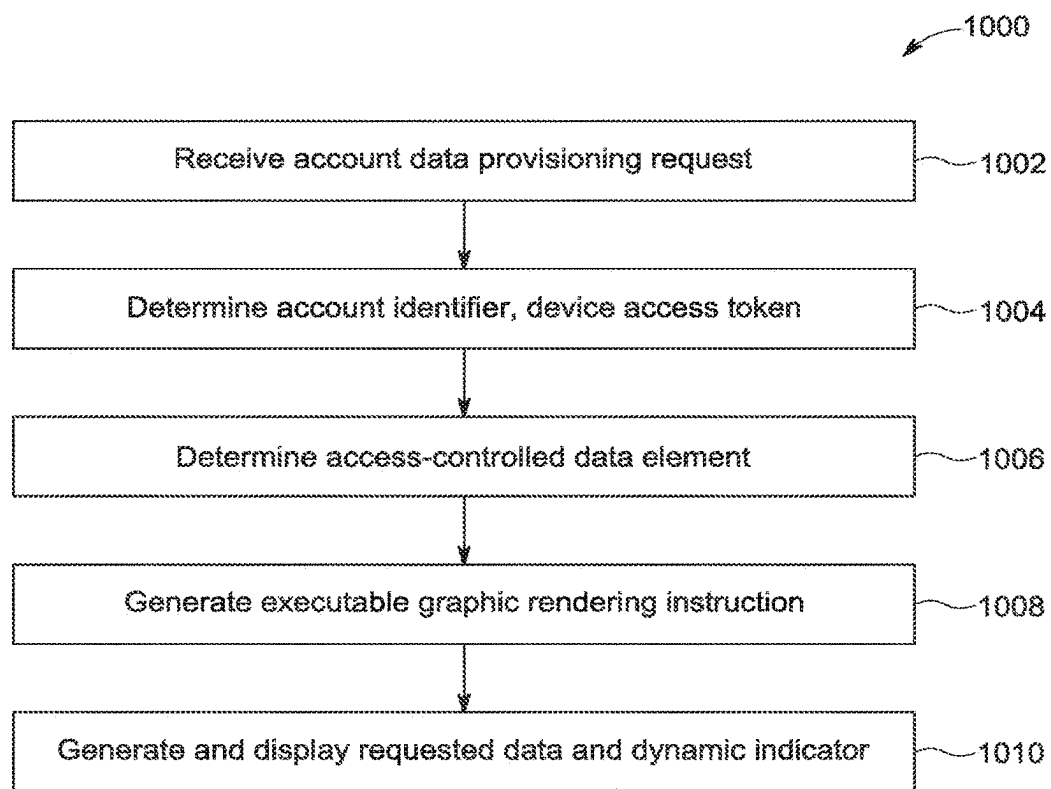 1000
Receive account data provisioning request
1002
Determine account identifier, device access token
1004
Determine access-controlled data element
1006
Generate executable graphic rendering instruction
1008
Generate and display requested data and dynamic indicator
1010